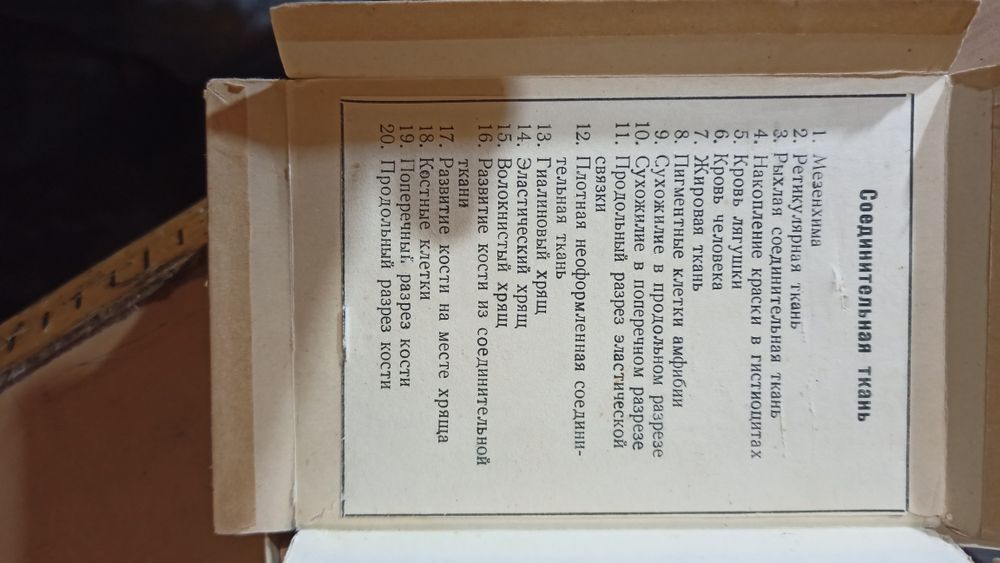 Соединительная ткань
1. Мезенхима
2. Ретикулярная ткань
3. Рыхлая соединительная ткань
4. Накопление краски в гистиоцитах
5. Кровь лягушки
6. Кровь человека
7. Жировая ткань
8. Пигментные клетки амфибии
9. Сухожилие в продольном разрезе
10. Сухожилие в поперечном разрезе
11. Продольный разрез эластической
связки
12. Плотная неоформленная соедини-
тельная ткань
13. Гиалиновый хрящ
14. Эластический хрящ
15. Волокнистый хрящ
16. Развитие кости из соединительной
ткани
17. Развитие кости на месте хряща
18. Костные клетки
19. Поперечный разрез кости
20. Продольный разрез кости